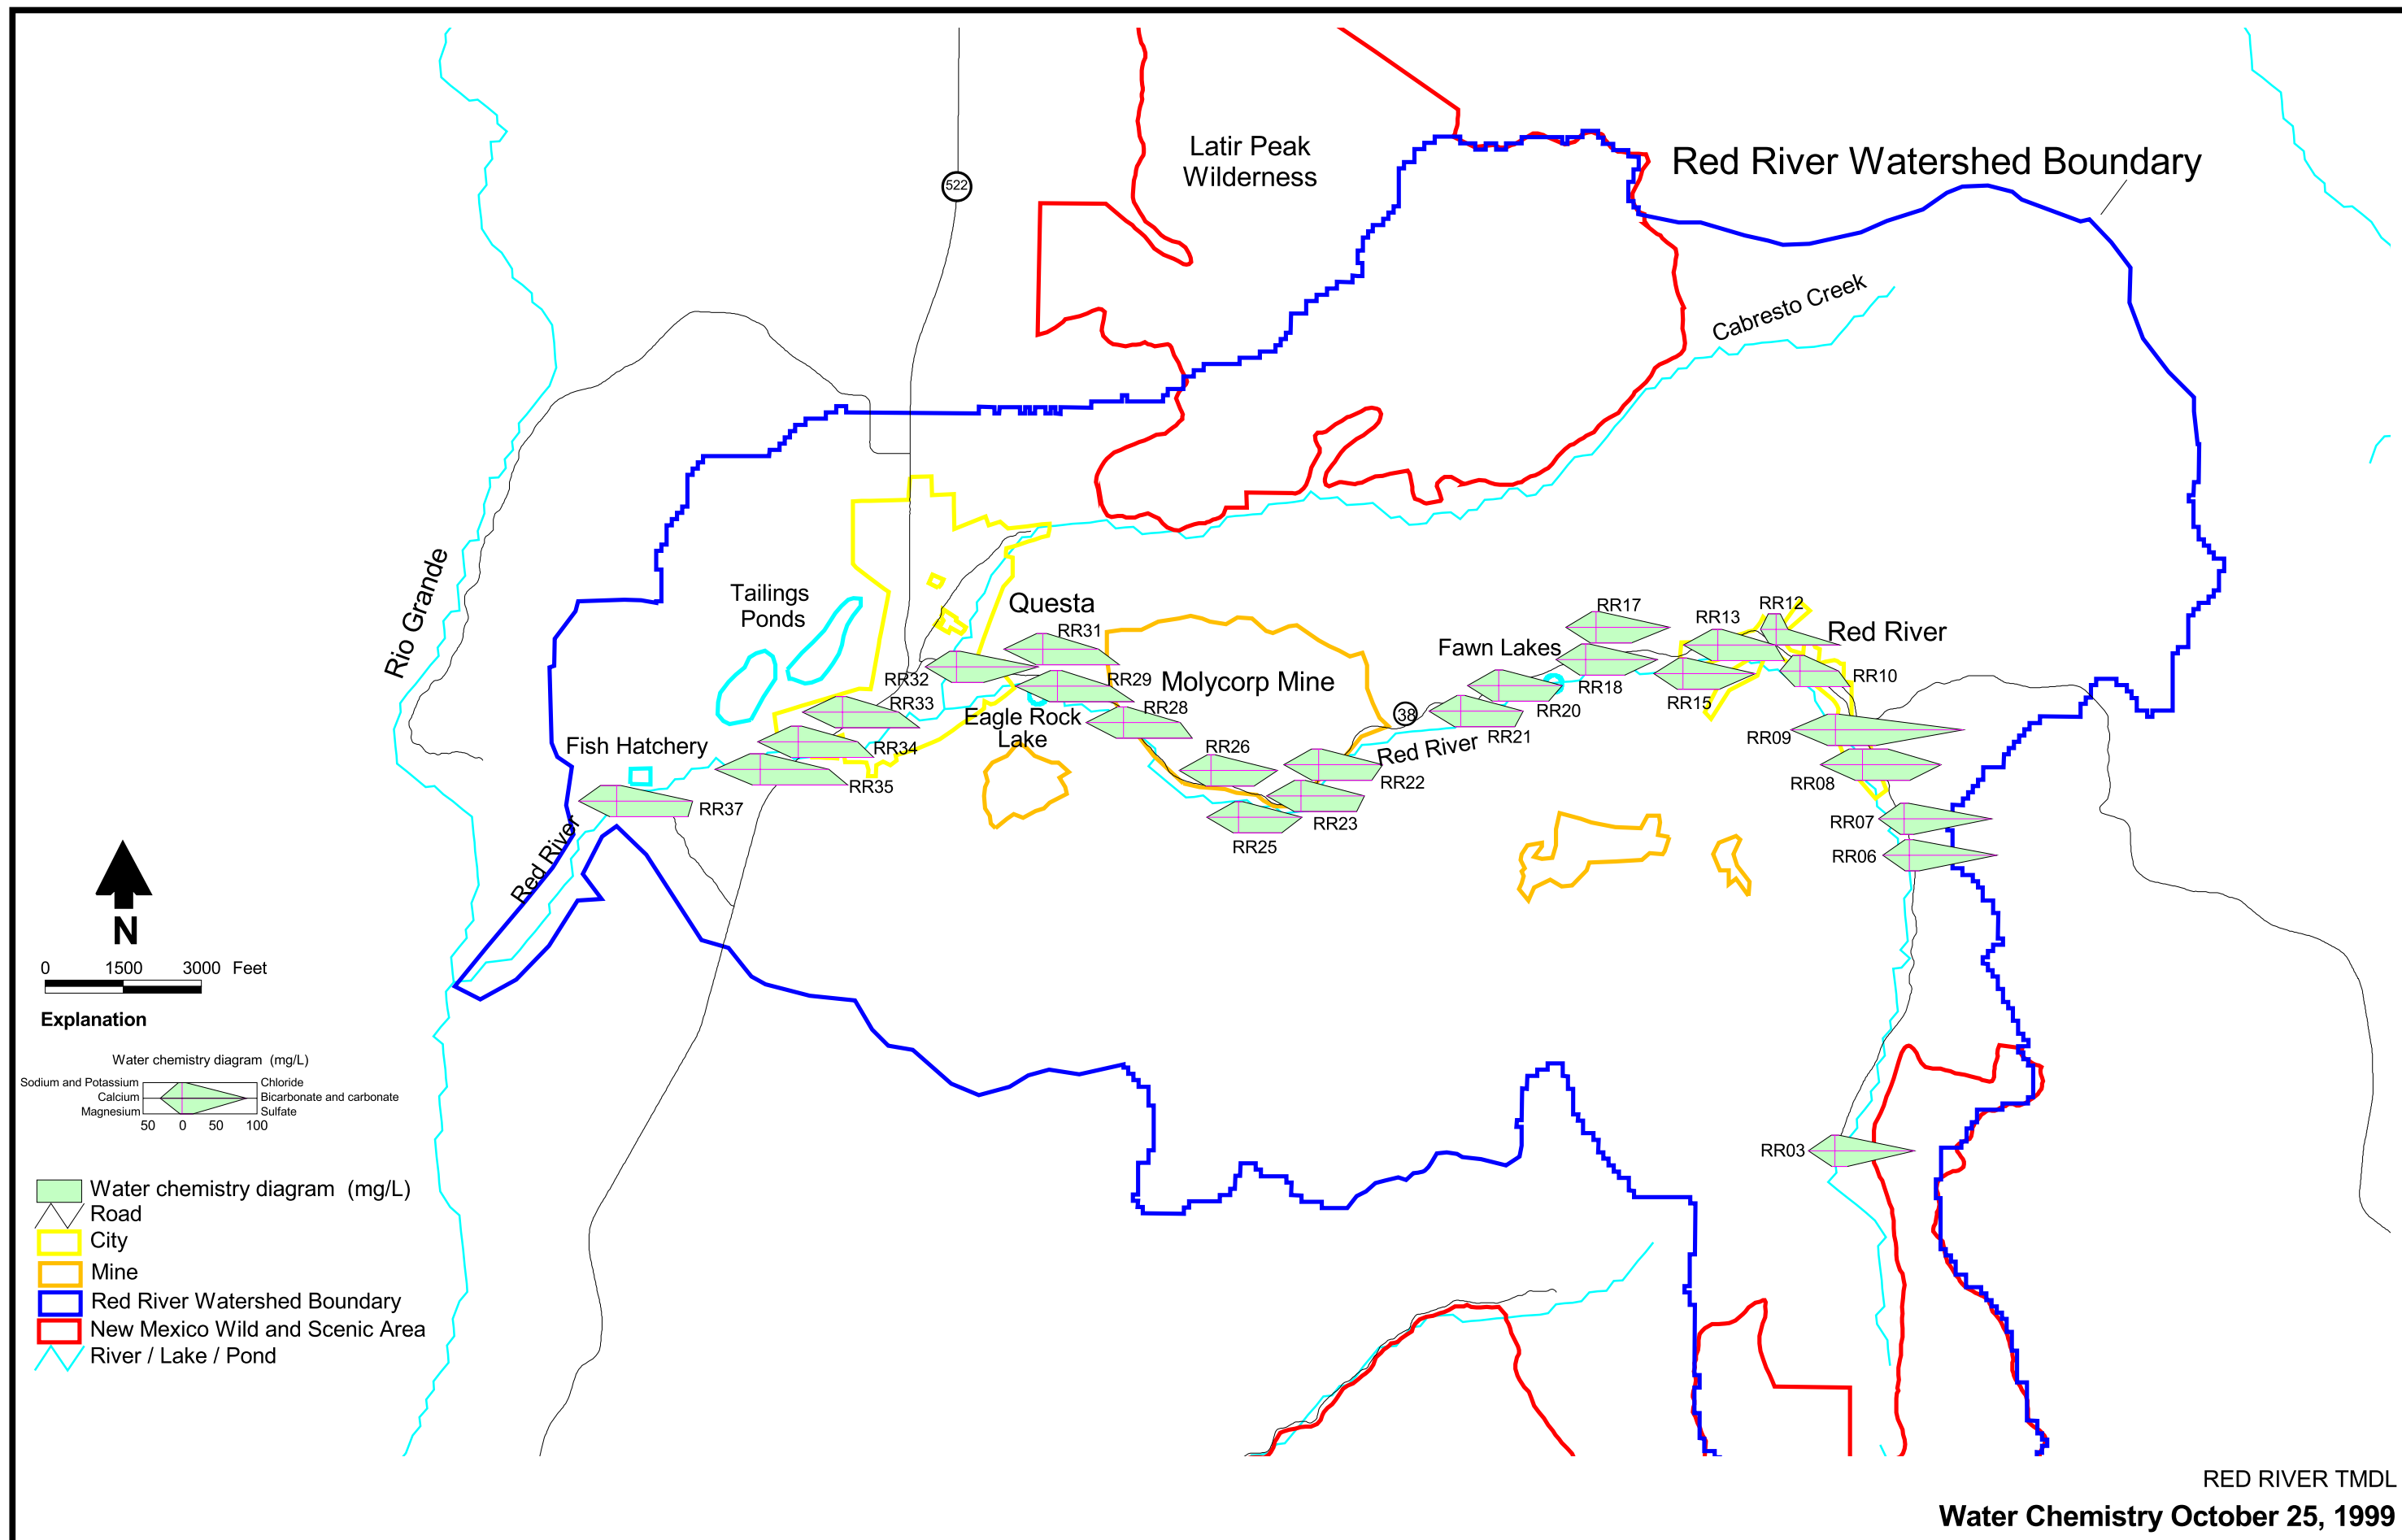 Latir Peak
Wilderness
Red River Watershed Boundary
522
Cabresto Creek
Rio Grande
Tailings
Ponds
Questa
RR31
RR32
RR29
RR33
RR28
Molycorp Mine
Eagle Rock
Lake
RR34
RR35
Fish Hatchery
RR37
Red River
RR26
RR25
RR23
RR22
38
Red River
RR21
RR20
Fawn Lakes
RR17
RR18
RR13
RR12
Red River
RR15
RR10
RR09
RR08
RR07
RR06
RR03
N
0 1500 3000 Feet
Explanation
Water chemistry diagram (mg/L)
Sodium and Potassium Chloride
Calcium Bicarbonate and carbonate
Magnesium Sulfate
50 0 50 100
Water chemistry diagram (mg/L)
Road
City
Mine
Red River Watershed Boundary
New Mexico Wild and Scenic Area
River / Lake / Pond
RED RIVER TMDL
Water Chemistry October 25, 1999